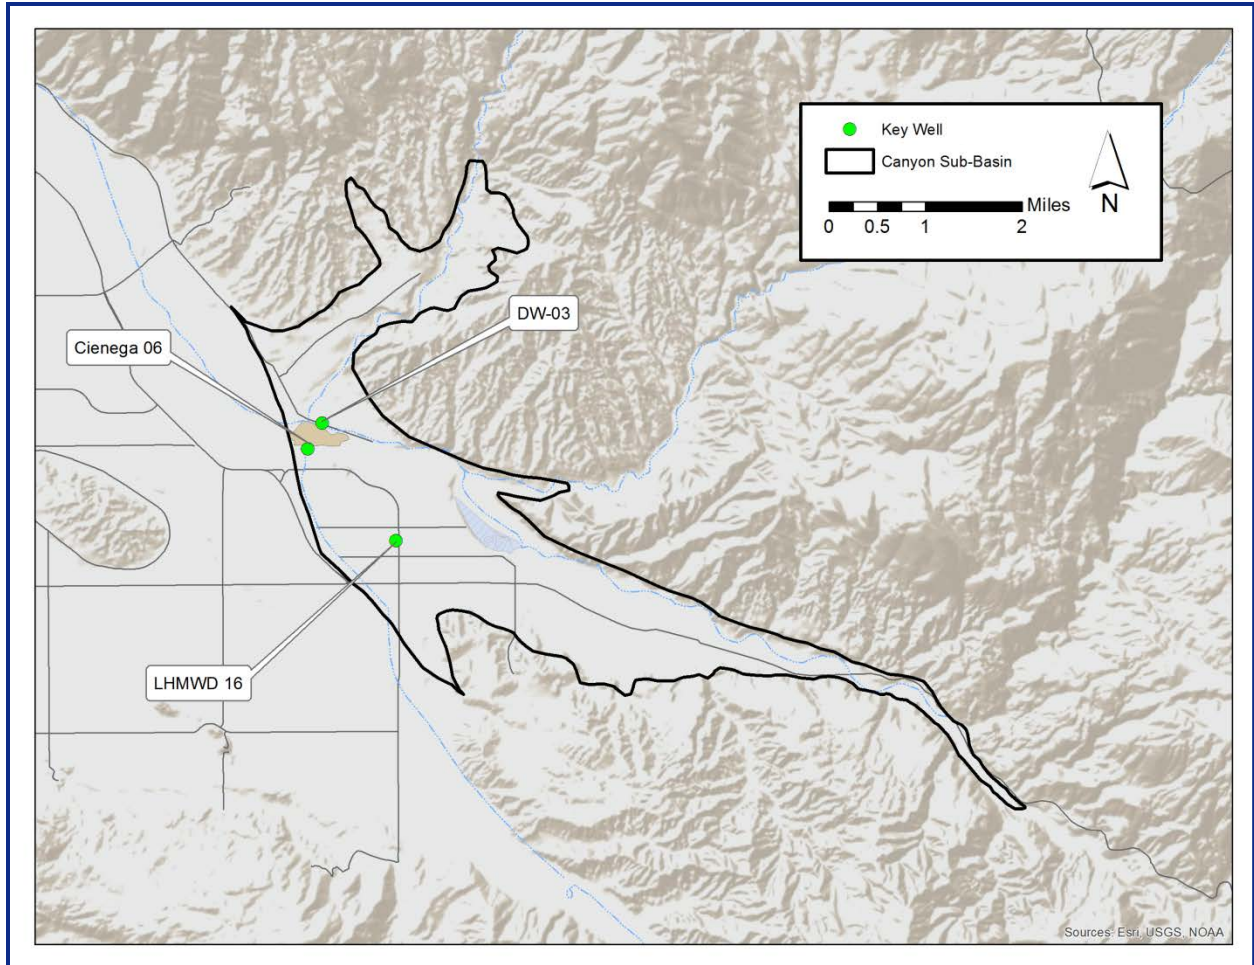 Key Well
Canyon Sub-Basin
Miles
0 0.5 1 2
N
DW-03
Cienega 06
LHMWD 16
Sources: Esri, USGS, NOAA